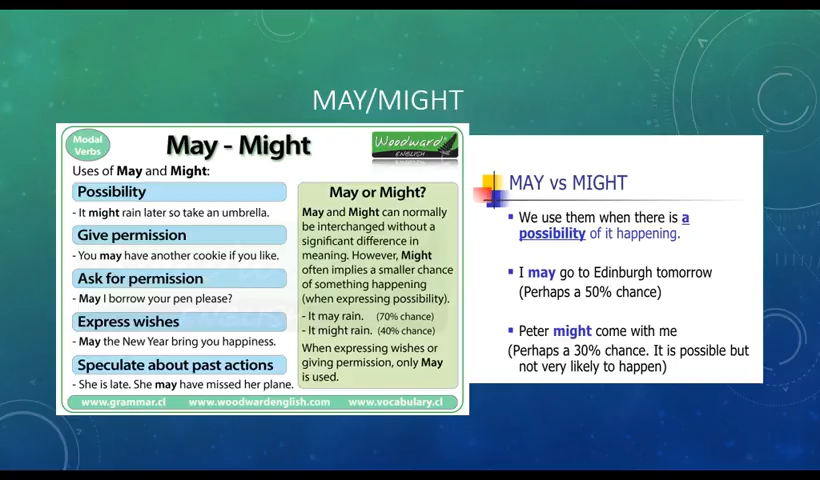 MAY/MIGHT
Modal
Verbs
May - Might
Woodward
ENGLISH
Uses of May and Might:
Possibility
- It might rain later so take an umbrella.
Give permission
- You may have another cookie if you like.
Ask for permission
- May I borrow your pen please?
Express wishes
- May the New Year bring you happiness.
Speculate about past actions
- She is late. She may have missed her plane.
May or Might?
May and Might can normally
be interchanged without a
significant difference in
meaning. However, Might
often implies a smaller chance
of something happening
(when expressing possibility).
- It may rain. (70% chance)
- It might rain. (40% chance)
When expressing wishes or
giving permission, only May
is used.
www.grammar.cl www.woodwardenglish.com www.vocabulary.cl
MAY vs MIGHT
We use them when there is a
possibility of it happening.
I may go to Edinburgh tomorrow
(Perhaps a 50% chance)
Peter might come with me
(Perhaps a 30% chance. It is possible but
not very likely to happen)